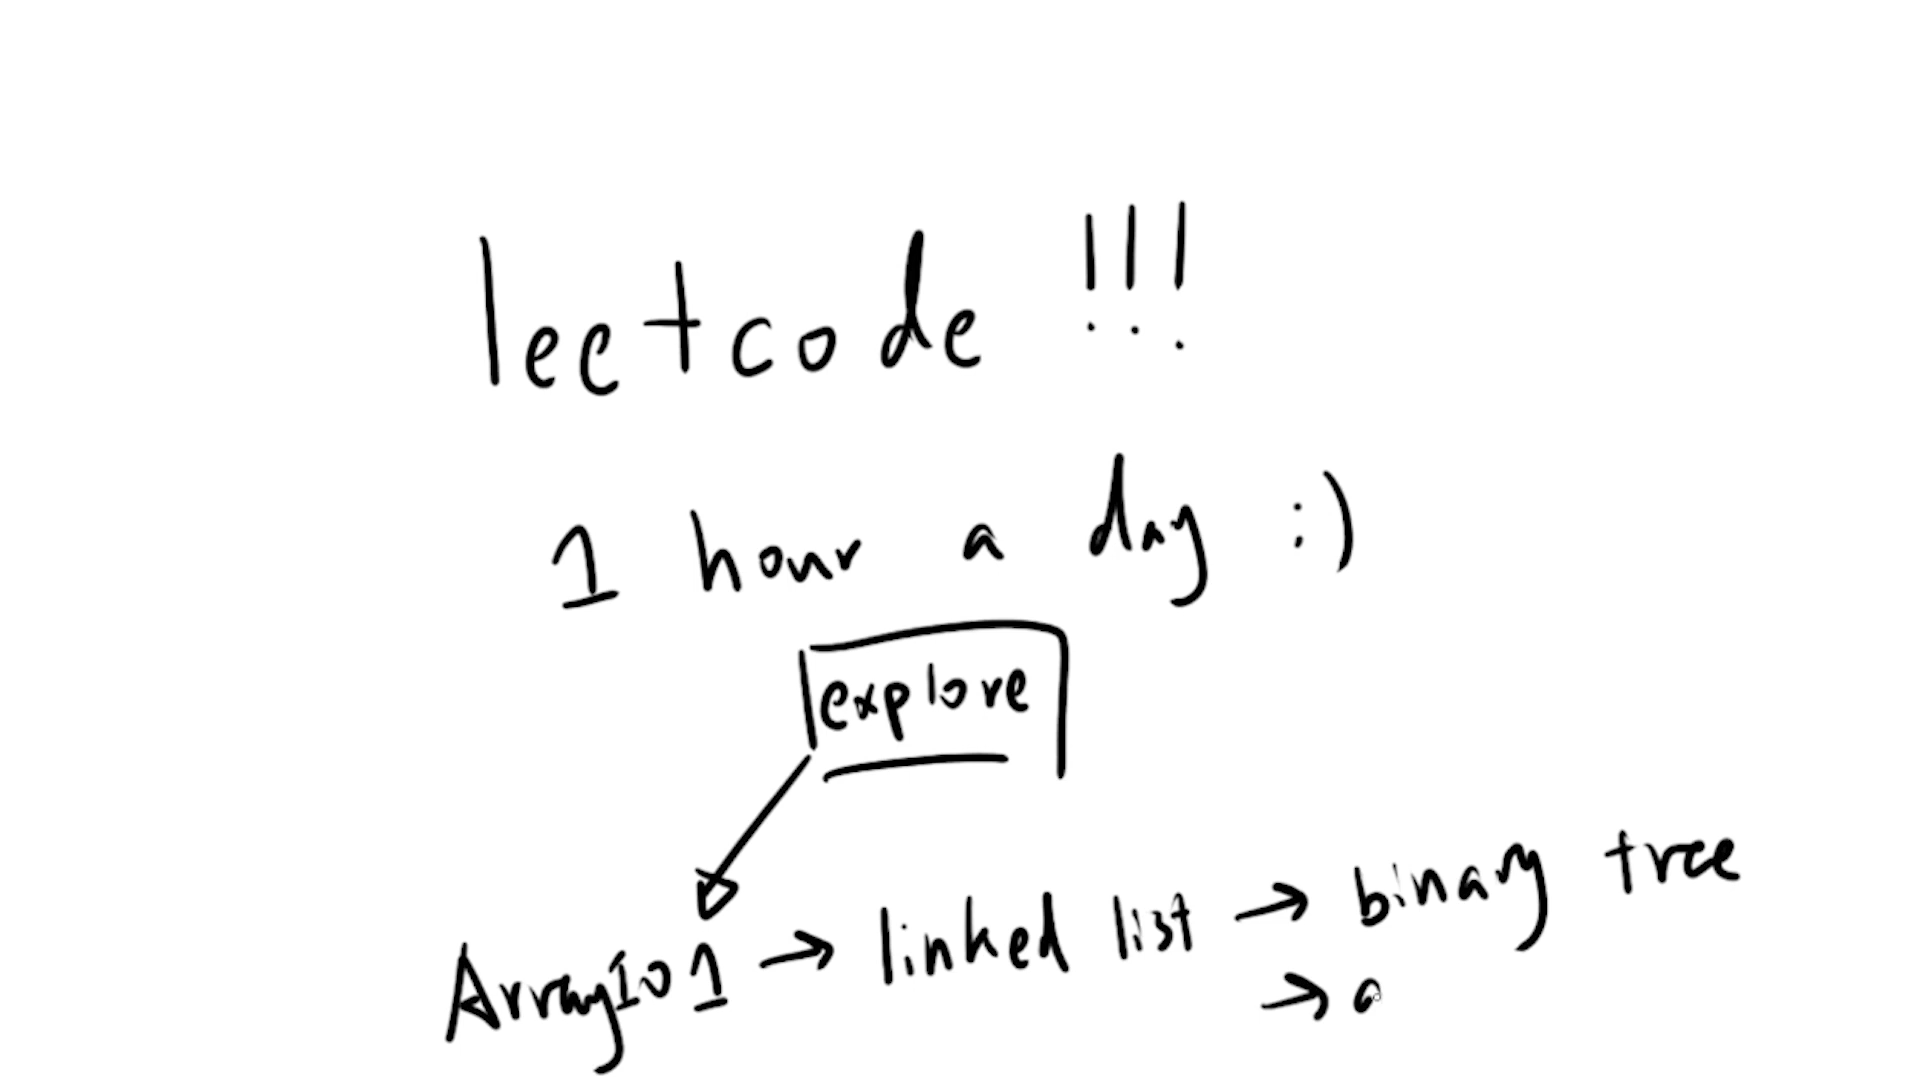 leetcode !!!
1 hour a day :)
explore
Array101 → linked list → binary tree
→ a